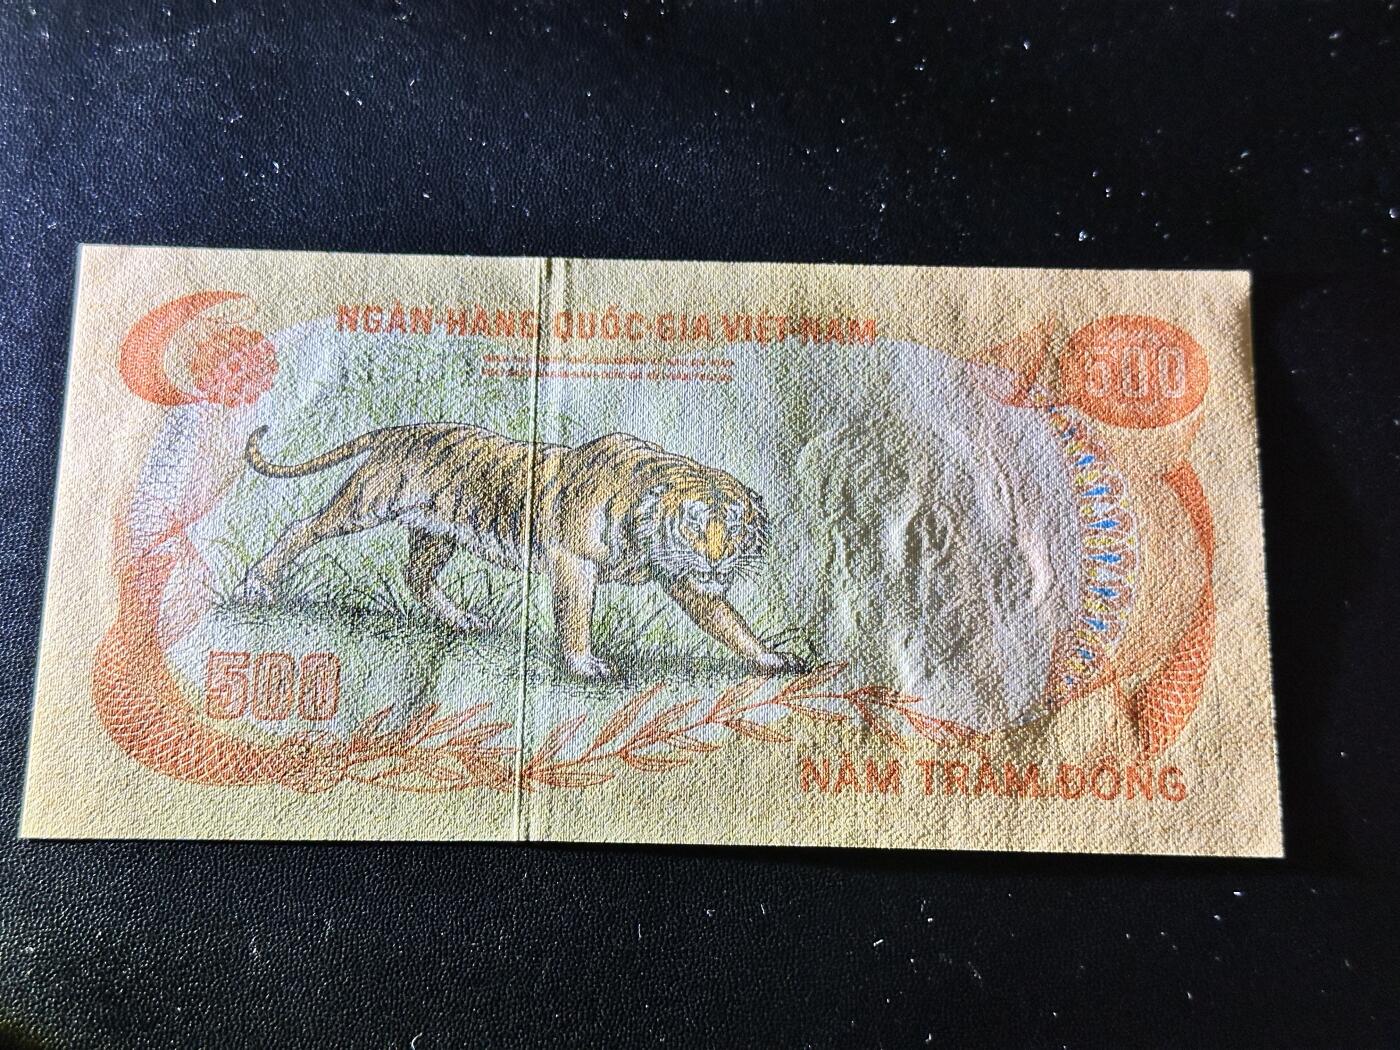 NGÂN-HÀNG QUỐC-GIA VIỆT-NAM
500
500
NĂM TRĂM ĐỒNG